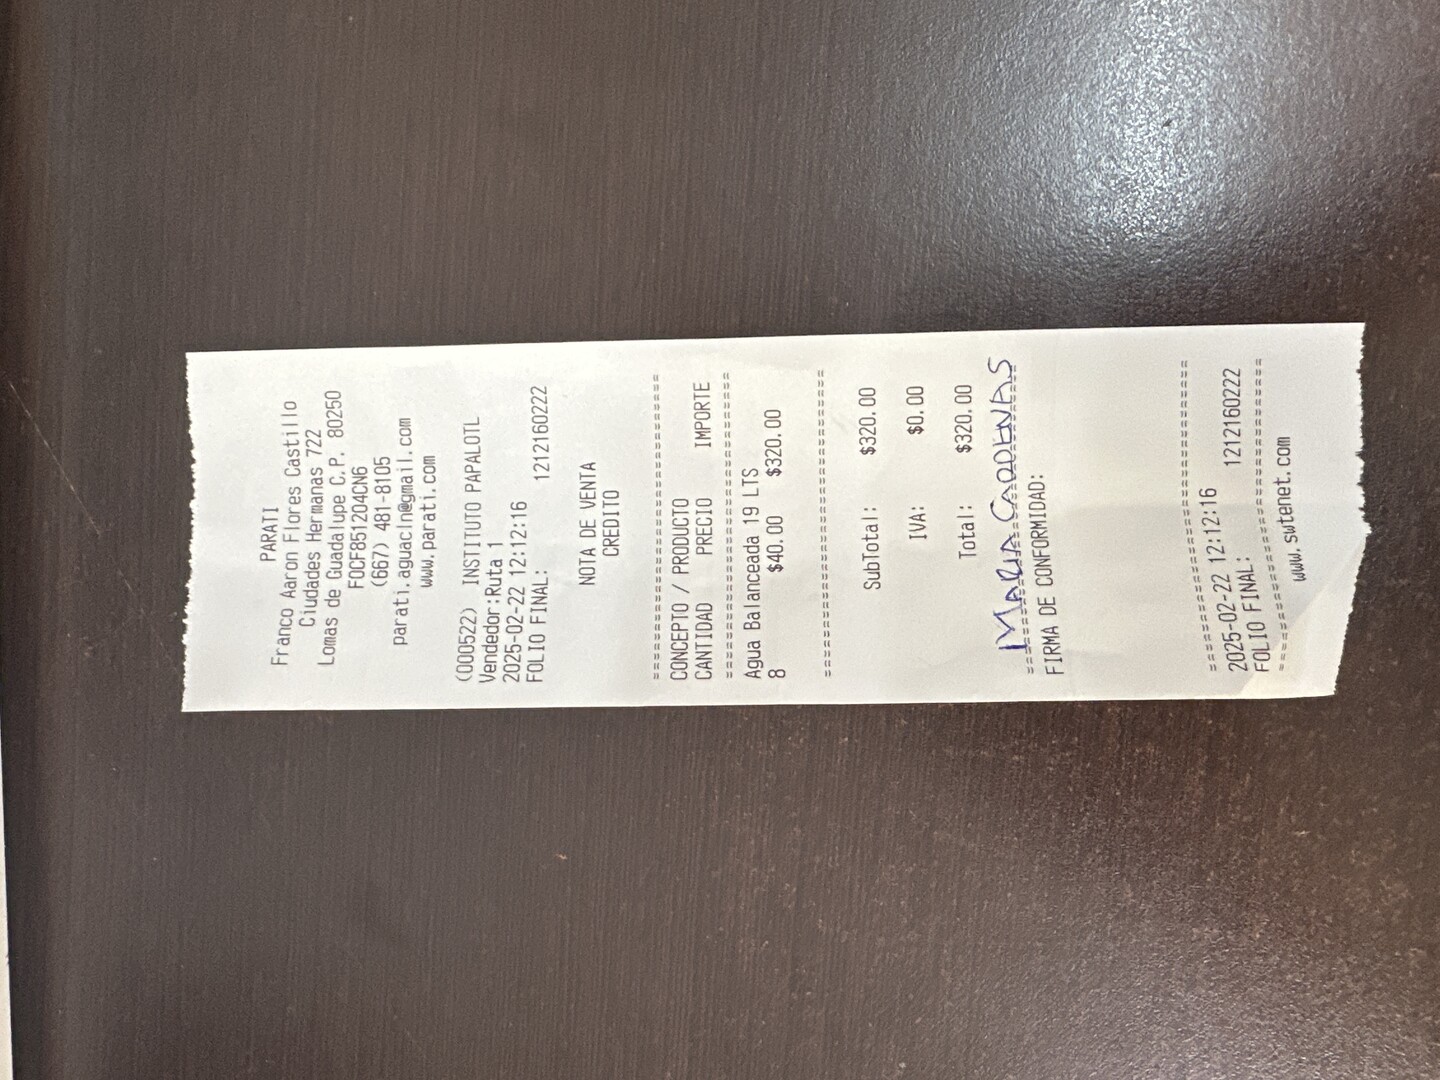 PARATI
Franco Aaron Flores Castillo
Ciudades Hermanas 722
Lomas de Guadalupe C.P. 80250
FOCF851204CN6
(667) 481-8105
parati.aguacln@gmail.com
www.parati.com
(000522) INSTITUTO PAPALOTL
Vendedor:Ruta 1
2025-02-22 12:12:16
FOLIO FINAL: 1212160222
NOTA DE VENTA
CREDITO
==============================
CONCEPTO / PRODUCTO
CANTIDAD PRECIO IMPORTE
==============================
Agua Balanceada 19 LTS
8 $40.00 $320.00
==============================
SubTotal: $320.00
IVA: $0.00
Total: $320.00
MARIA CARDENAS
==============================
FIRMA DE CONFORMIDAD:
==============================
2025-02-22 12:12:16
FOLIO FINAL: 1212160222
==============================
www.swtenet.com